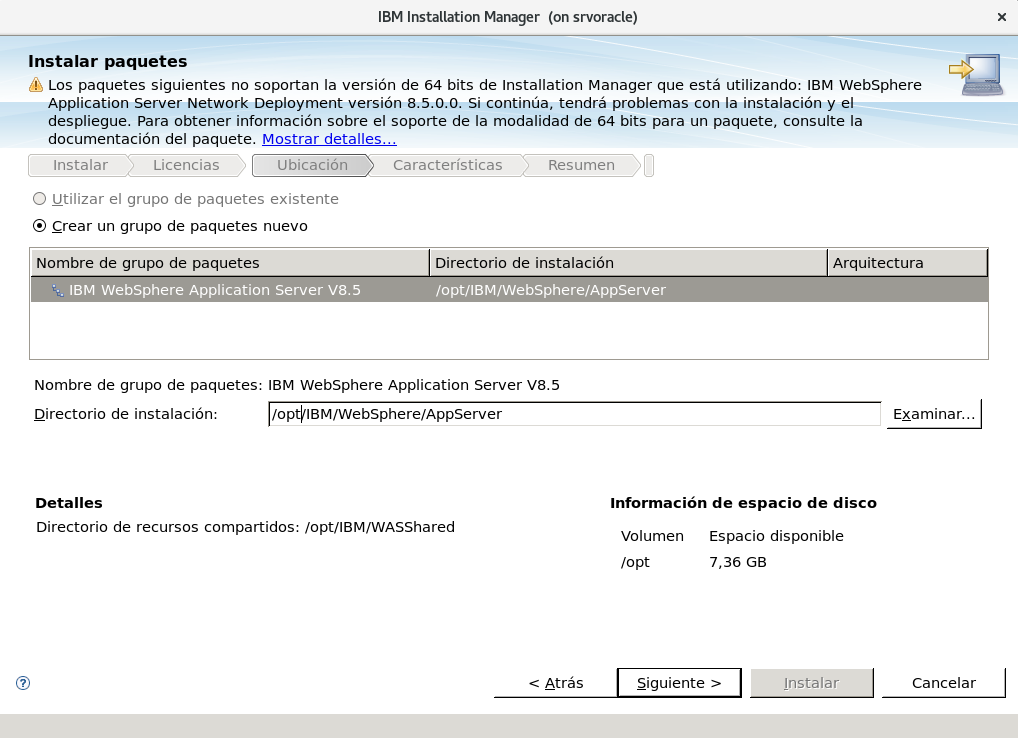 IBM Installation Manager (on srvoracle)
Instalar paquetes
Los paquetes siguientes no soportan la versión de 64 bits de Installation Manager que está utilizando: IBM WebSphere
Application Server Network Deployment versión 8.5.0.0. Si continúa, tendrá problemas con la instalación y el
despliegue. Para obtener información sobre el soporte de la modalidad de 64 bits para un paquete, consulte la
documentación del paquete. Mostrar detalles...
Instalar Licencias Ubicación Características Resumen
Utilizar el grupo de paquetes existente
Crear un grupo de paquetes nuevo
Nombre de grupo de paquetes Directorio de instalación Arquitectura
IBM WebSphere Application Server V8.5 /opt/IBM/WebSphere/AppServer
Nombre de grupo de paquetes: IBM WebSphere Application Server V8.5
Directorio de instalación: /opt/IBM/WebSphere/AppServer Examinar...
Detalles Información de espacio de disco
Directorio de recursos compartidos: /opt/IBM/WASShared
Volumen Espacio disponible
/opt 7,36 GB
< Atrás Siguiente > Instalar Cancelar